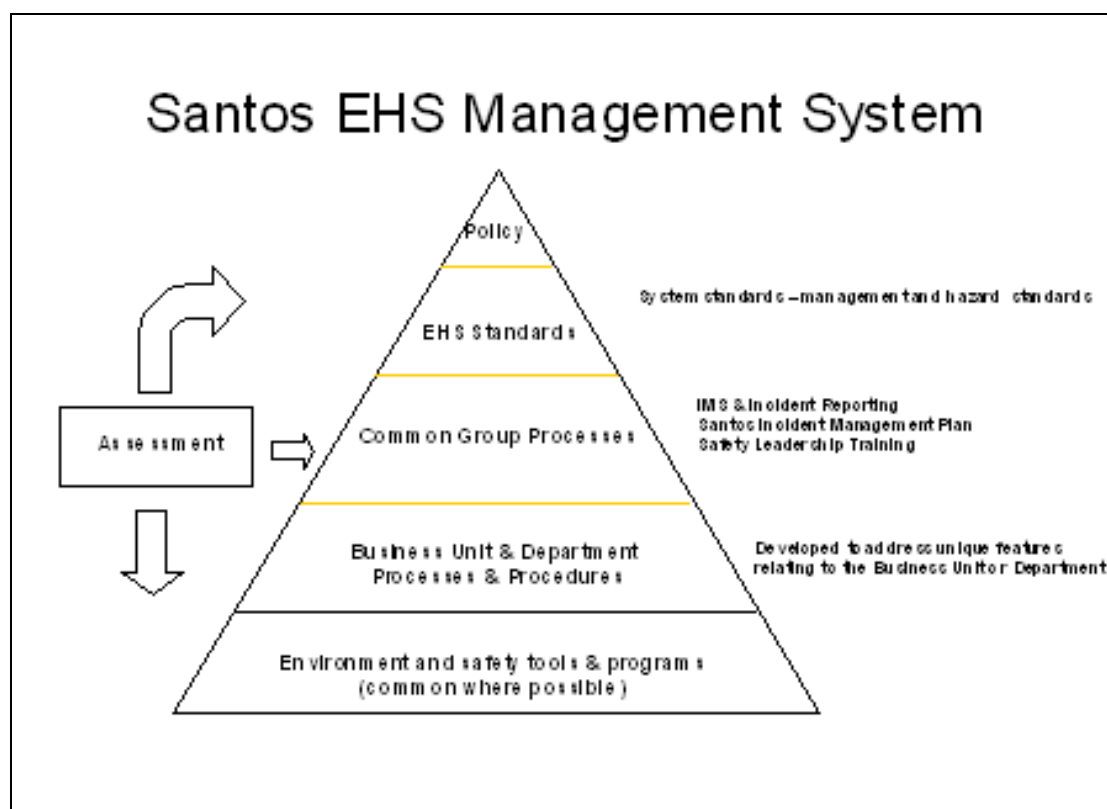 Santos EHS Management System
Policy
System standards – management and hazard standards
EHS Standards
IMS & Incident Reporting
Santos Incident Management Plan
Safety Leadership Training
Assessment
Common Group Processes
Business Unit & Department
Processes & Procedures
Developed to address unique features
relating to the Business Unit or Department
Environment and safety tools & programs
(common where possible)